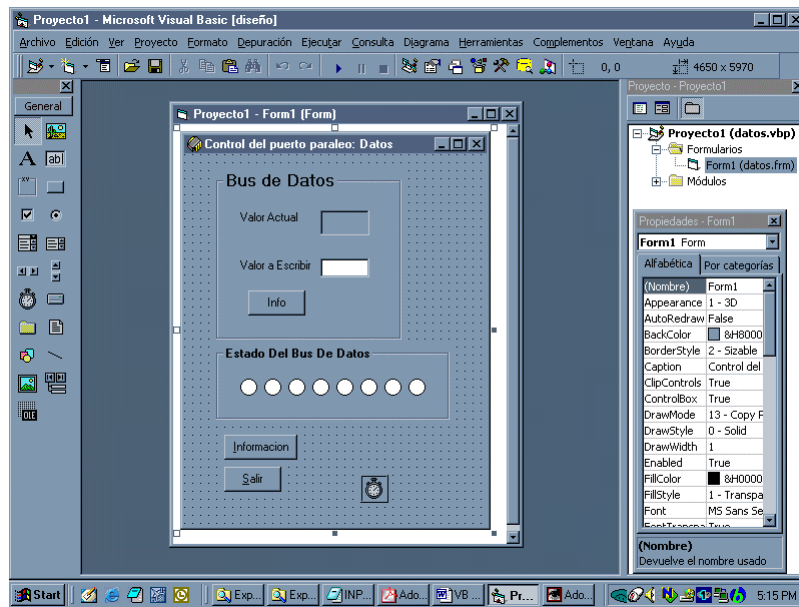 Proyecto1 - Microsoft Visual Basic [diseño]
Archivo Edición Ver Proyecto Formato Depuración Ejecutar Consulta Diagrama Herramientas Complementos Ventana Ayuda
0, 0
4650 x 5970
General
A
ab
xv
OLE
Proyecto1 - Form1 (Form)
Control del puerto paraleo: Datos
Bus de Datos
Valor Actual
Valor a Escribir
Info
Estado Del Bus De Datos
Informacion
Salir
Proyecto - Proyecto1
Proyecto1 (datos.vbp)
Formularios
Form1 (datos.frm)
Módulos
Propiedades - Form1
Form1 Form
Alfabética Por categorías
(Nombre) Form1
Appearance 1 - 3D
AutoRedraw False
BackColor &H8000
BorderStyle 2 - Sizable
Caption Control del
ClipControls True
ControlBox True
DrawMode 13 - Copy P
DrawStyle 0 - Solid
DrawWidth 1
Enabled True
FillColor &H0000
FillStyle 1 - Transpa
Font MS Sans Se
FontTranspa True
(Nombre)
Devuelve el nombre usado
Start
Exp...
Exp...
INP...
Ado...
VB ...
Pr...
Ado...
5:15 PM